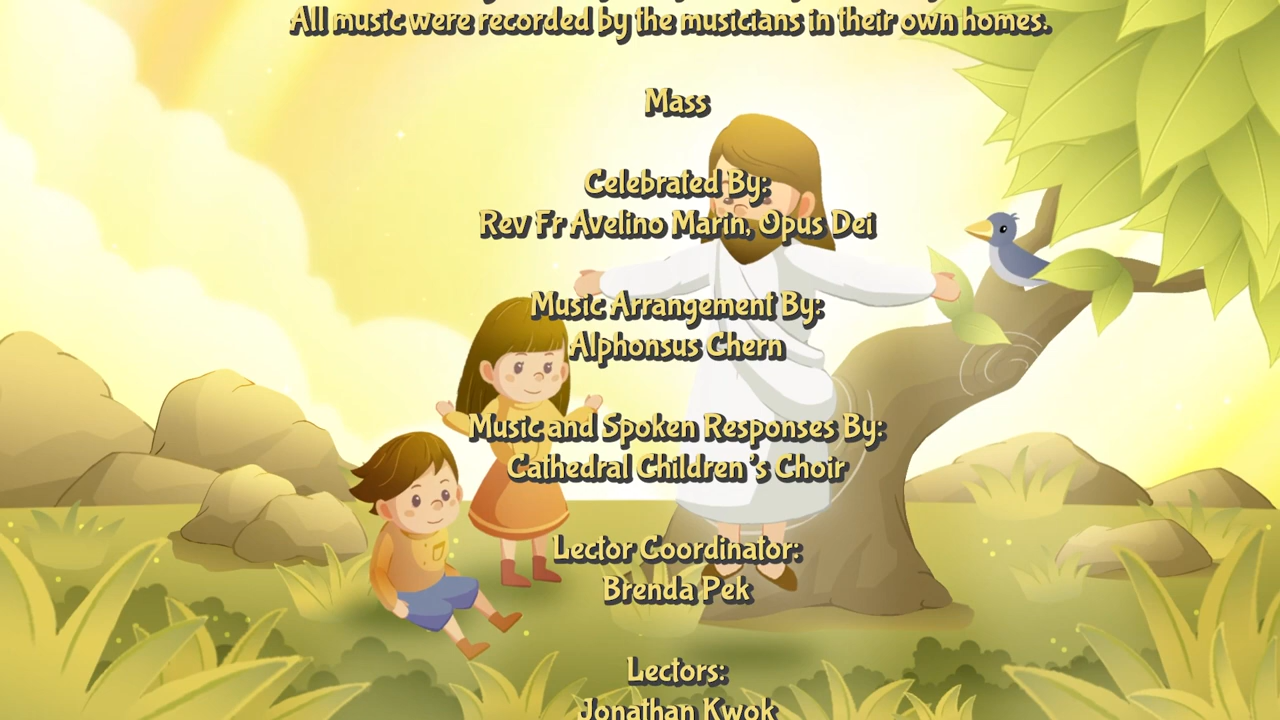 All music were recorded by the musicians in their own homes.
Mass
Celebrated By:
Rev Fr Avelino Marin, Opus Dei
Music Arrangement By:
Alphonsus Chern
Music and Spoken Responses By:
Cathedral Children's Choir
Lector Coordinator:
Brenda Pek
Lectors:
Jonathan Kwok